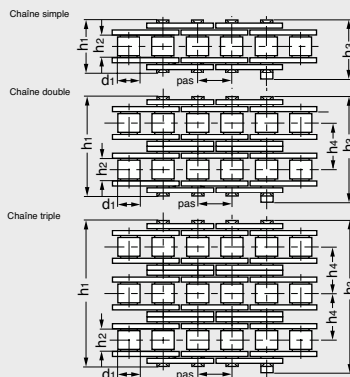 Chaîne simple
h1
h2
h3
d1
pas
Chaîne double
h1
h2
h4
h3
d1
pas
Chaîne triple
h1
h4
h3
h2
h4
d1
pas